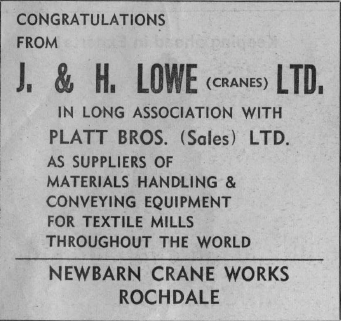 CONGRATULATIONS
FROM
J. & H. LOWE (CRANES) LTD.
IN LONG ASSOCIATION WITH
PLATT BROS. (Sales) LTD.
AS SUPPLIERS OF
MATERIALS HANDLING &
CONVEYING EQUIPMENT
FOR TEXTILE MILLS
THROUGHOUT THE WORLD
NEWBARN CRANE WORKS
ROCHDALE